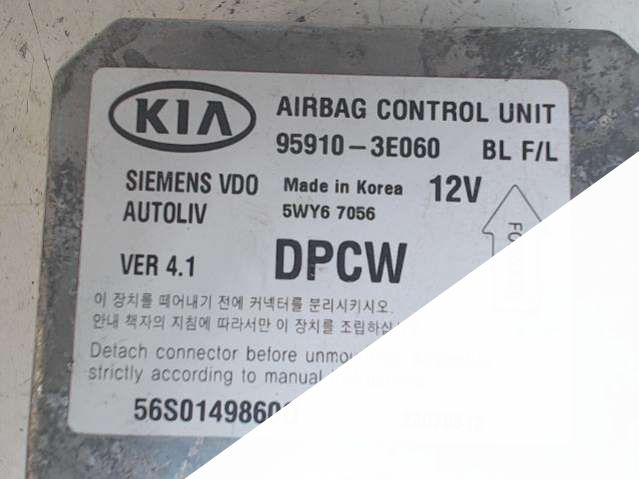 KIA
AIRBAG CONTROL UNIT
95910-3E060 BL F/L
SIEMENS VDO Made in Korea 12V
AUTOLIV 5WY6 7056
VER 4.1 DPCW
이 장치를 떼어내기 전에 커넥터를 분리시키시오.
안내 책자의 지침에 따라서만 이 장치를 조립하십
Detach connector before
strictly according to manual